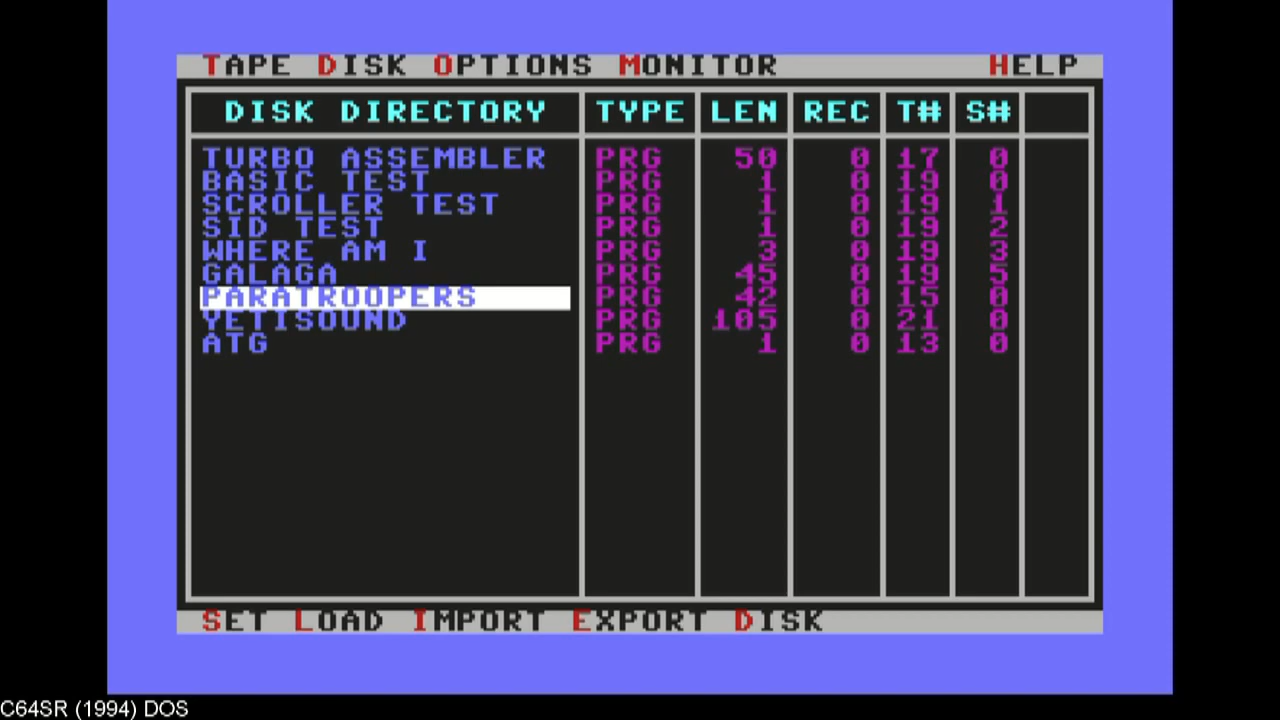 TAPE DISK OPTIONS MONITOR HELP
DISK DIRECTORY TYPE LEN REC T# S#
TURBO ASSEMBLER PRG 50 0 17 0
BASIC TEST PRG 1 0 19 0
SCROLLER TEST PRG 1 0 19 1
SID TEST PRG 1 0 19 2
WHERE AM I PRG 3 0 19 3
GALAGA PRG 45 0 19 5
PARATROOPERS PRG 42 0 15 0
YETISOUND PRG 105 0 21 0
ATG PRG 1 0 13 0
SET LOAD IMPORT EXPORT DISK
C64SR (1994) DOS